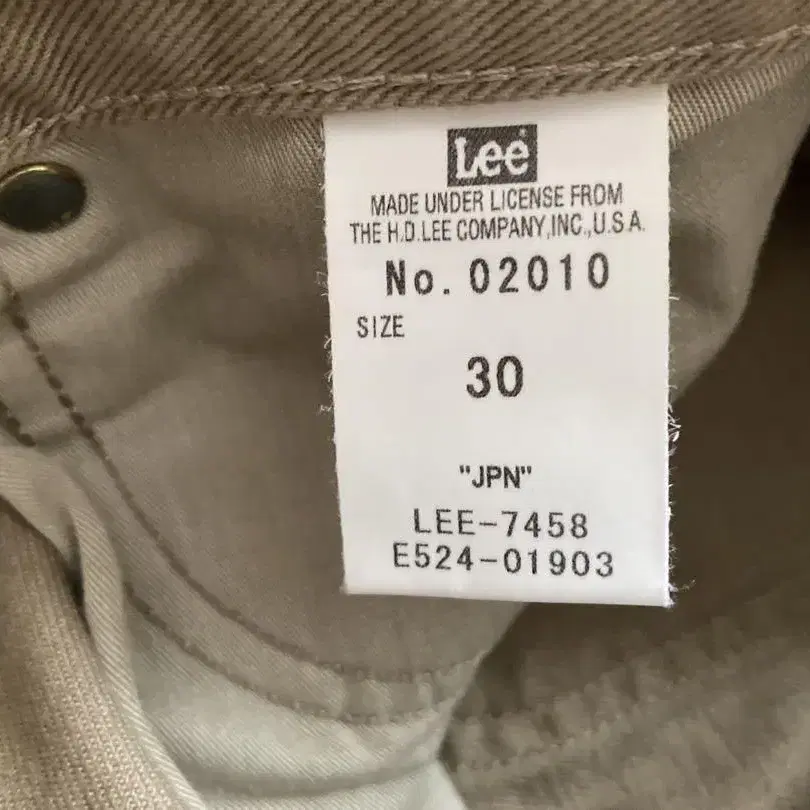 Lee
MADE UNDER LICENSE FROM
THE H.D.LEE COMPANY,INC.,U.S.A.
No. 02010
SIZE
30
"JPN"
LEE-7458
E524-01903